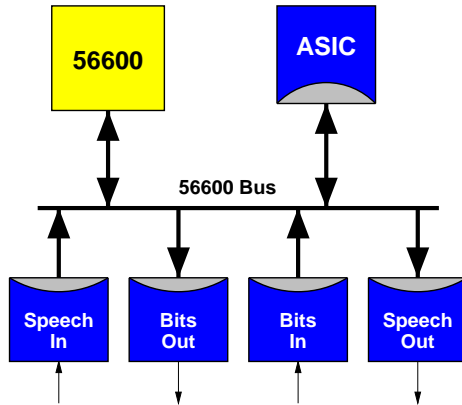 56600
ASIC
56600 Bus
Speech
In
Bits
Out
Bits
In
Speech
Out